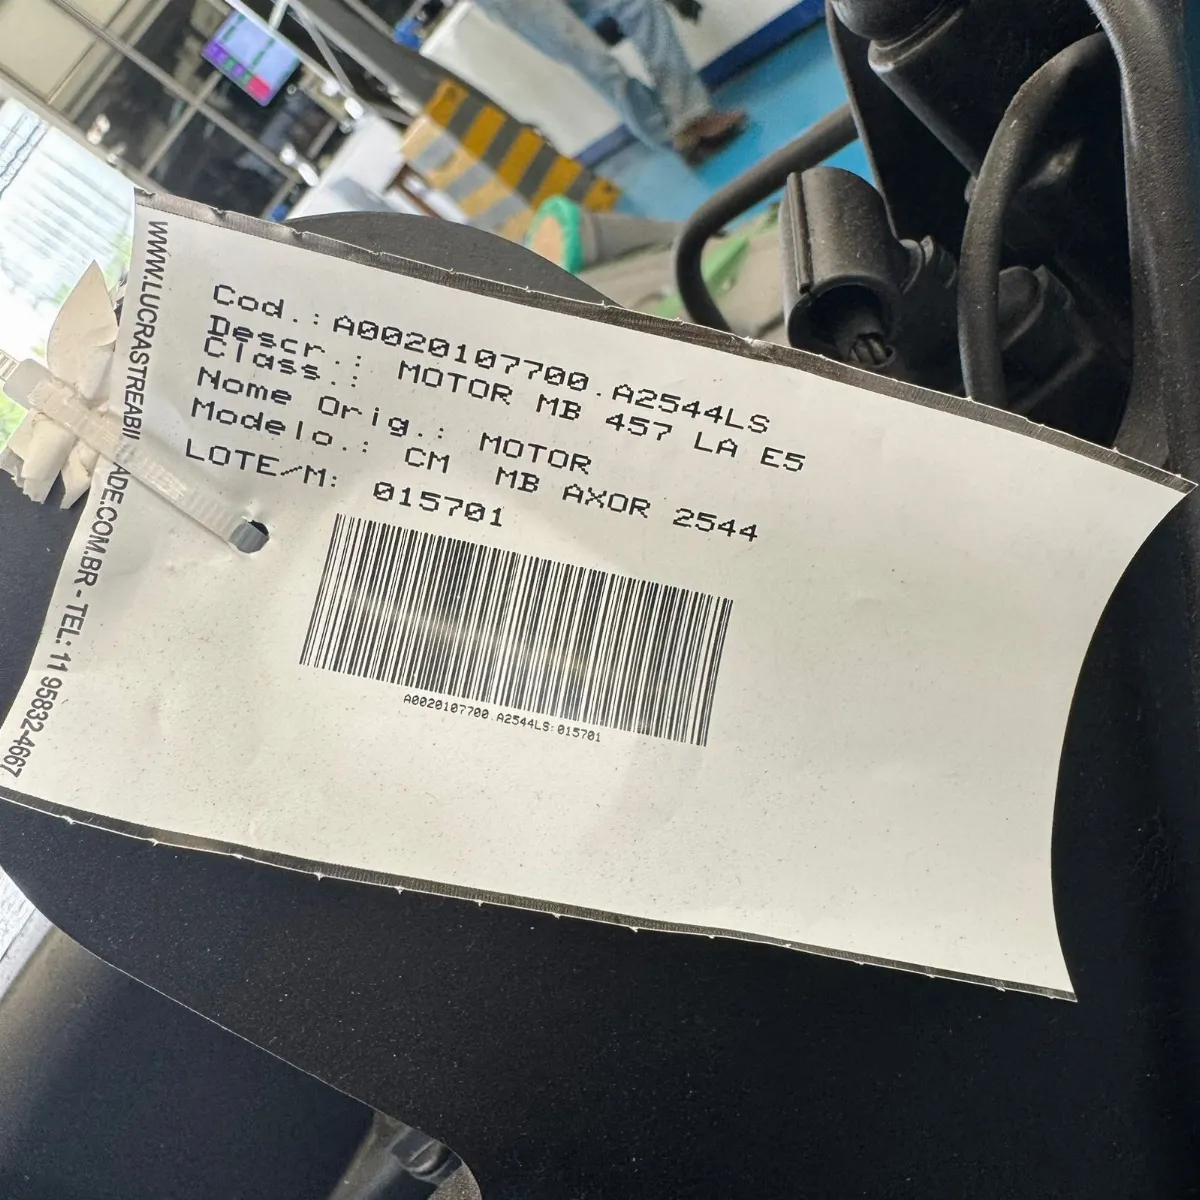 Cod.:A0020107700.A2544LS
Descr.: MOTOR MB 457 LA E5
Class.:
Nome Orig.: MOTOR
Modelo.: CM MB AXOR 2544
LOTE/M: 015701
A0020107700.A2544LS:015701
WWW.LUCRASTREABILI ADE.COM.BR - TEL.: 11 95832-4667